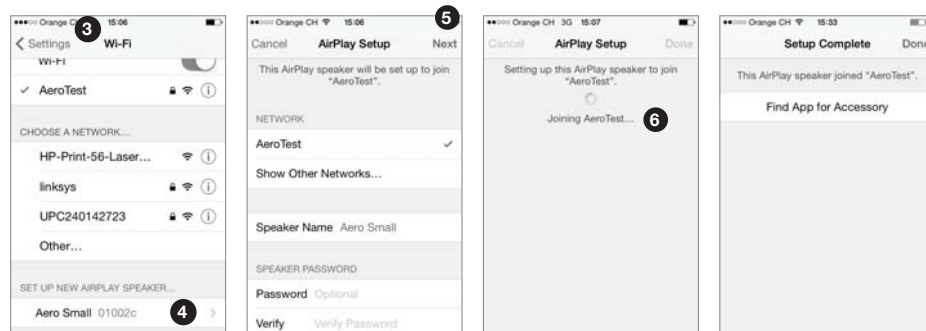 Orange C 15:06
3
Settings Wi-Fi
Wi-Fi
AeroTest
CHOOSE A NETWORK...
HP-Print-56-Laser...
linksys
UPC240142723
Other...
SET UP NEW AIRPLAY SPEAKER...
Aero Small 01002c
4
Orange CH 15:06
5
Cancel AirPlay Setup Next
This AirPlay speaker will be set up to join
“AeroTest”.
NETWORK
AeroTest
Show Other Networks...
Speaker Name Aero Small
SPEAKER PASSWORD
Password Optional
Verify Verify Password
Orange CH 3G 15:07
Cancel AirPlay Setup Done
Setting up this AirPlay speaker to join
“AeroTest”.
Joining AeroTest...
6
Orange CH 15:33
Setup Complete Done
This AirPlay speaker joined “AeroTest”.
Find App for Accessory